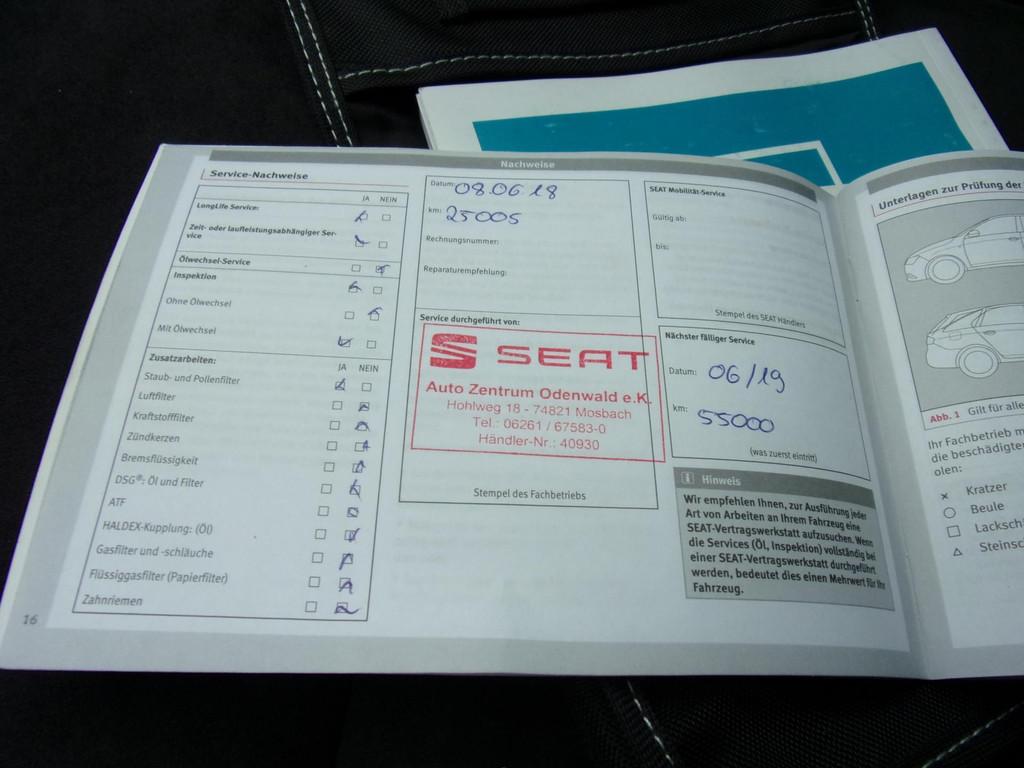 Nachweise
Service-Nachweise
JA NEIN
LongLife Service:
Zeit- oder laufleistungsabhängiger Ser-
vice
Ölwechsel-Service
Inspektion
Ohne Ölwechsel
Mit Ölwechsel
Zusatzarbeiten:
JA NEIN
Staub- und Pollenfilter
Luftfilter
Kraftstofffilter
Zündkerzen
Bremsflüssigkeit
DSG®: Öl und Filter
ATF
HALDEX-Kupplung: (Öl)
Gasfilter und -schläuche
Flüssiggasfilter (Papierfilter)
Zahnriemen
16
Datum: 08.06 18
km: 25005
Rechnungsnummer:
Reparaturempfehlung:
Service durchgeführt von:
SEAT
Auto Zentrum Odenwald e.K.
Hohlweg 18 - 74821 Mosbach
Tel.: 06261 / 67583-0
Händler-Nr.: 40930
Stempel des Fachbetriebs
SEAT Mobilität-Service
Gültig ab:
bis:
Stempel des SEAT Händlers
Nächster fälliger Service
Datum: 06/19
km: 55000
(was zuerst eintritt)
i Hinweis
Wir empfehlen Ihnen, zur Ausführung jeder
Art von Arbeiten an Ihrem Fahrzeug eine
SEAT-Vertragswerkstatt aufzusuchen. Wenn
die Services (Öl, Inspektion) vollständig bei
einer SEAT-Vertragswerkstatt durchgeführt
werden, bedeutet dies einen Mehrwert für Ihr
Fahrzeug.
Unterlagen zur Prüfung der
Abb. 1 Gilt für alle
Ihr Fachbetrieb m
die beschädigte
olen:
Kratzer
Beule
Lacksch
Steinsc